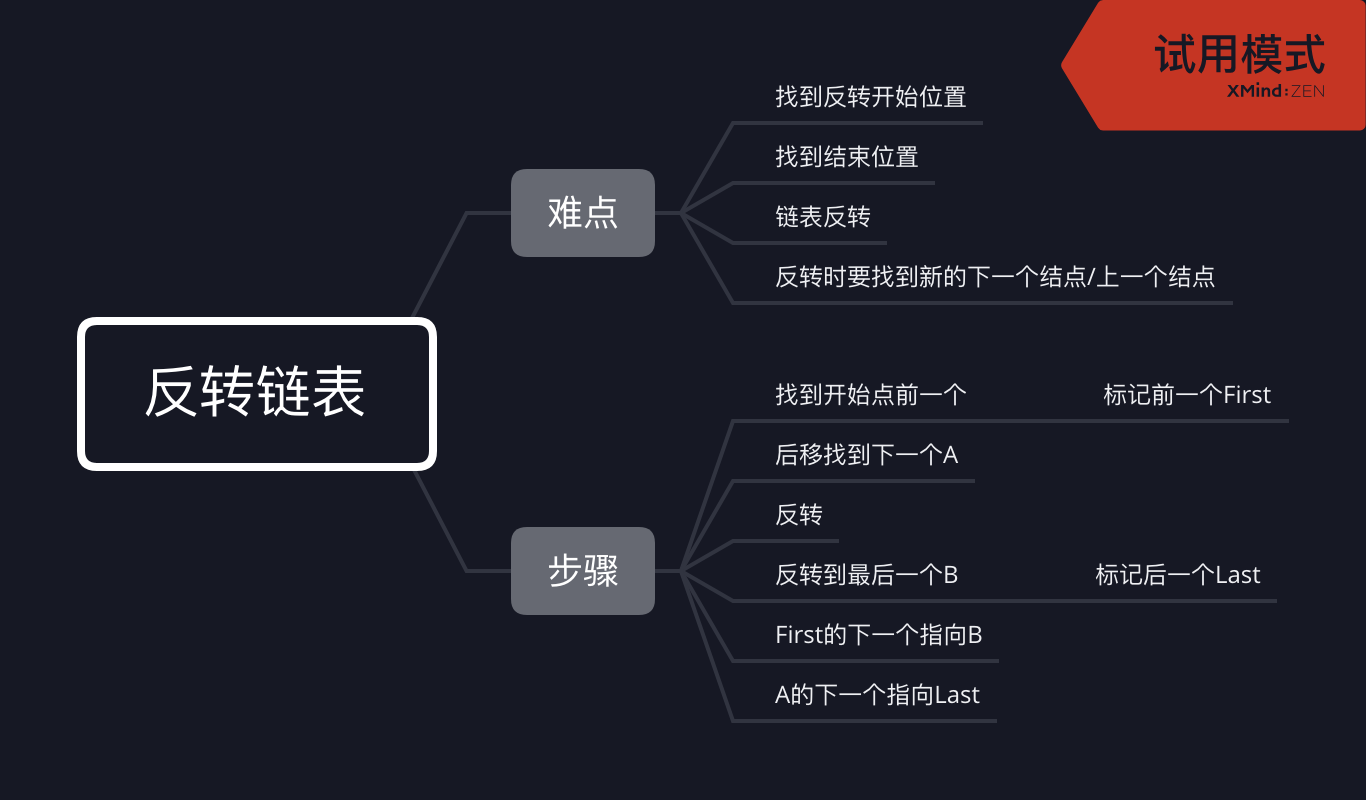 试用模式
XMind:ZEN
反转链表
难点
找到反转开始位置
找到结束位置
链表反转
反转时要找到新的下一个结点/上一个结点
步骤
找到开始点前一个
标记前一个First
后移找到下一个A
反转
反转到最后一个B
标记后一个Last
First的下一个指向B
A的下一个指向Last